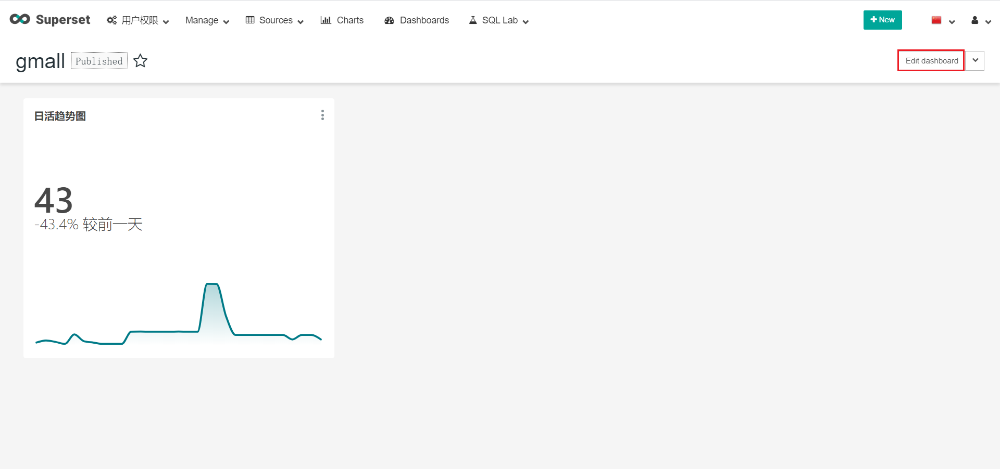 Superset 用户权限 Manage Sources Charts Dashboards SQL Lab New
gmall Published Edit dashboard
日活趋势图
43
-43.4% 较前一天